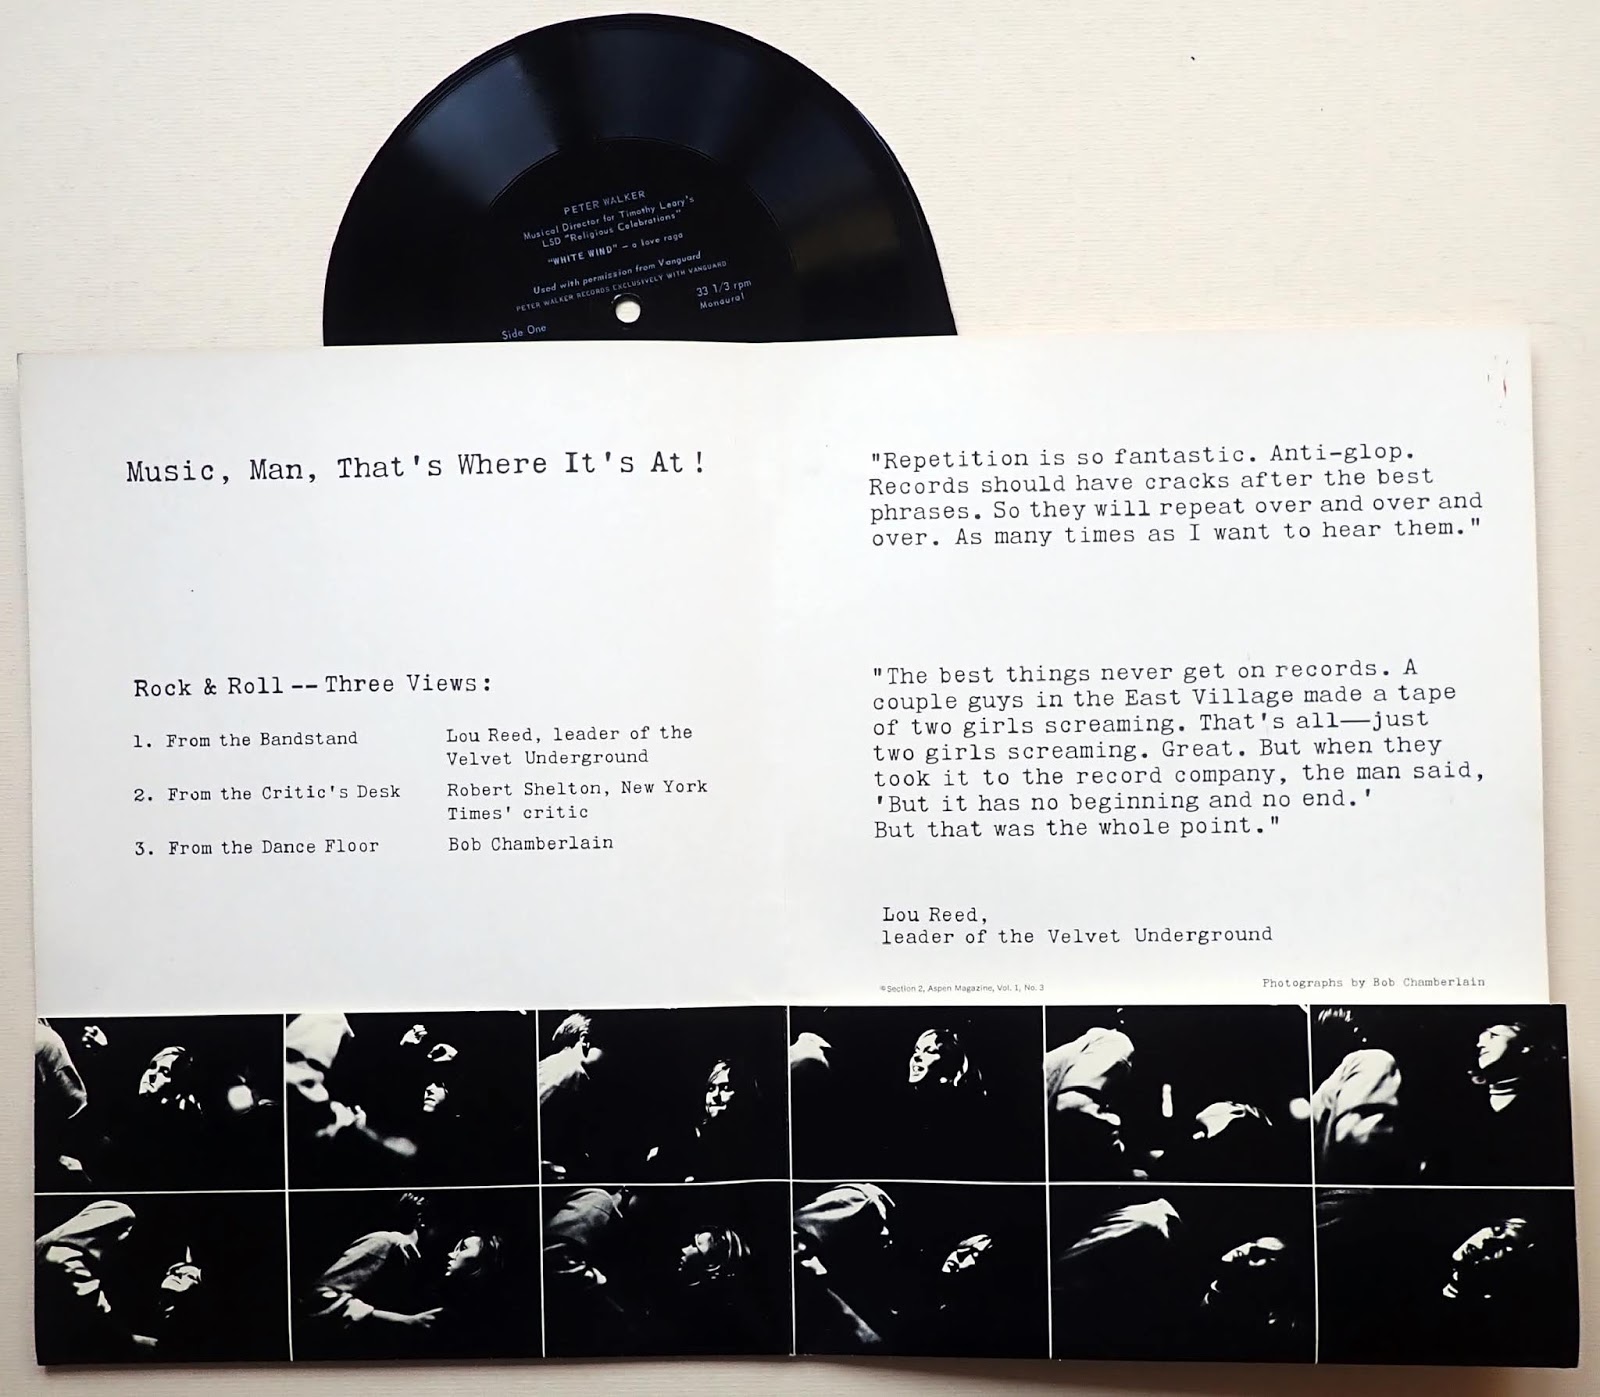 PETER WALKER
Musical Director for Timothy Leary's
LSD "Religious Celebrations"
"WHITE WIND" – a love raga
Used with permission from Vanguard
PETER WALKER RECORDS EXCLUSIVELY WITH VANGUARD
33 1/3 rpm
Monaural
Side One
Music, Man, That's Where It's At!
Rock & Roll -- Three Views:
1. From the Bandstand
Lou Reed, leader of the
Velvet Underground
2. From the Critic's Desk
Robert Shelton, New York
Times' critic
3. From the Dance Floor
Bob Chamberlain
"Repetition is so fantastic. Anti-glop.
Records should have cracks after the best
phrases. So they will repeat over and over and
over. As many times as I want to hear them."
"The best things never get on records. A
couple guys in the East Village made a tape
of two girls screaming. That's all—just
two girls screaming. Great. But when they
took it to the record company, the man said,
'But it has no beginning and no end.'
But that was the whole point."
Lou Reed,
leader of the Velvet Underground
©Section 2, Aspen Magazine, Vol. 1, No. 3
Photographs by Bob Chamberlain